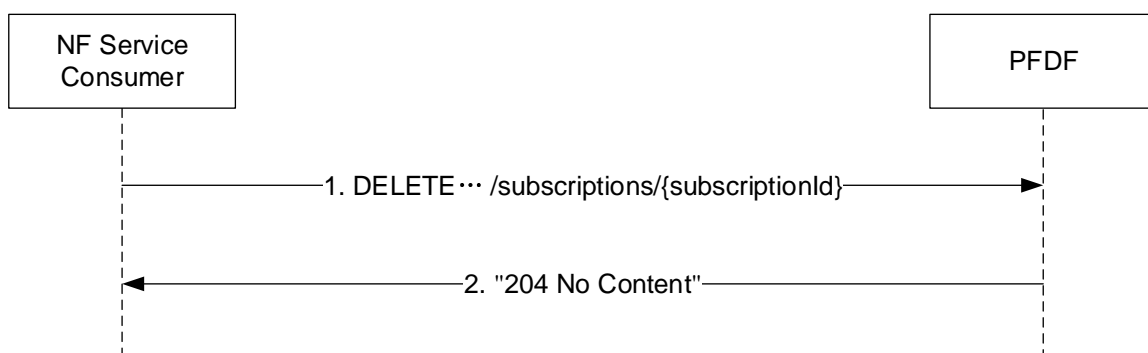 NF Service
Consumer
PFDF
1. DELETE⋯ /subscriptions/{subscriptionId}
2. "204 No Content"